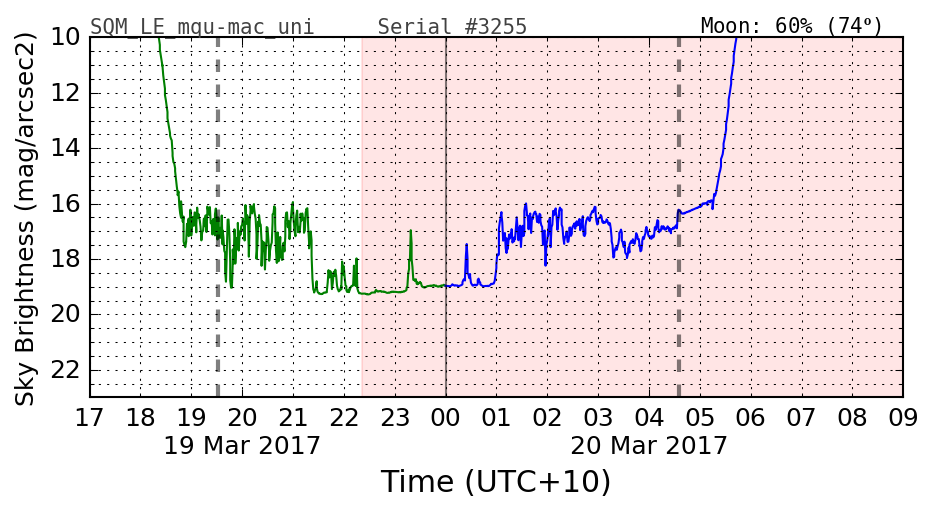 SQM_LE_mqu-mac_uni Serial #3255 Moon: 60% (74°)
Sky Brightness (mag/arcsec2)
10
12
14
16
18
20
22
17 18 19 20 21 22 23 00 01 02 03 04 05 06 07 08 09
19 Mar 2017 20 Mar 2017
Time (UTC+10)